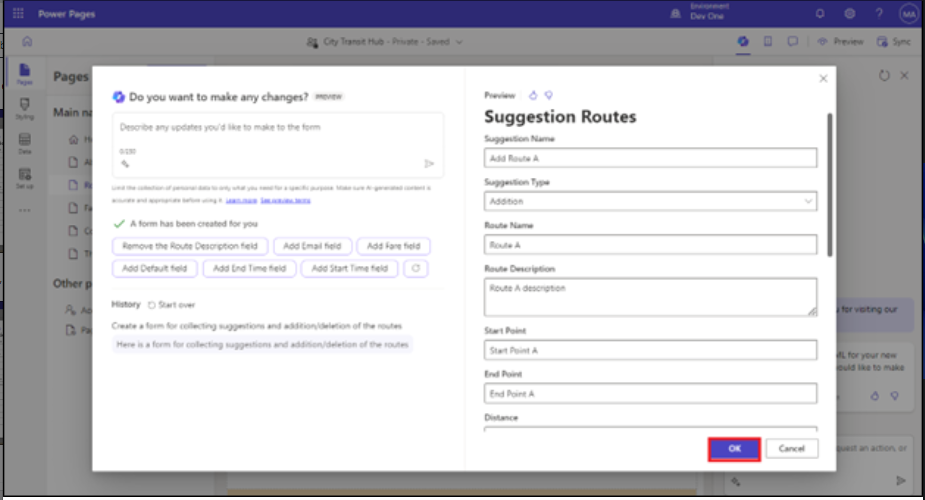 Power Pages
Environment
Dev One
MA
City Transit Hub - Private - Saved
Preview
Sync
Pages
Styling
Data
Set up
Pages
Main na
H
Al
R
Fa
Co
Th
Other p
Ac
Pa
Do you want to make any changes? PREVIEW
Describe any updates you'd like to make to the form
0/250
Limit the collection of personal data to only what you need for a specific purpose. Make sure AI-generated content is
accurate and appropriate before using it. Learn more See preview terms
A form has been created for you
Remove the Route Description field
Add Email field
Add Fare field
Add Default field
Add End Time field
Add Start Time field
History Start over
Create a form for collecting suggestions and addition/deletion of the routes
Here is a form for collecting suggestions and addition/deletion of the routes
Preview
Suggestion Routes
Suggestion Name
Add Route A
Suggestion Type
Addition
Route Name
Route A
Route Description
Route A description
Start Point
Start Point A
End Point
End Point A
Distance
OK
Cancel
for visiting our
ML for your new
ould like to make
quest an action, or